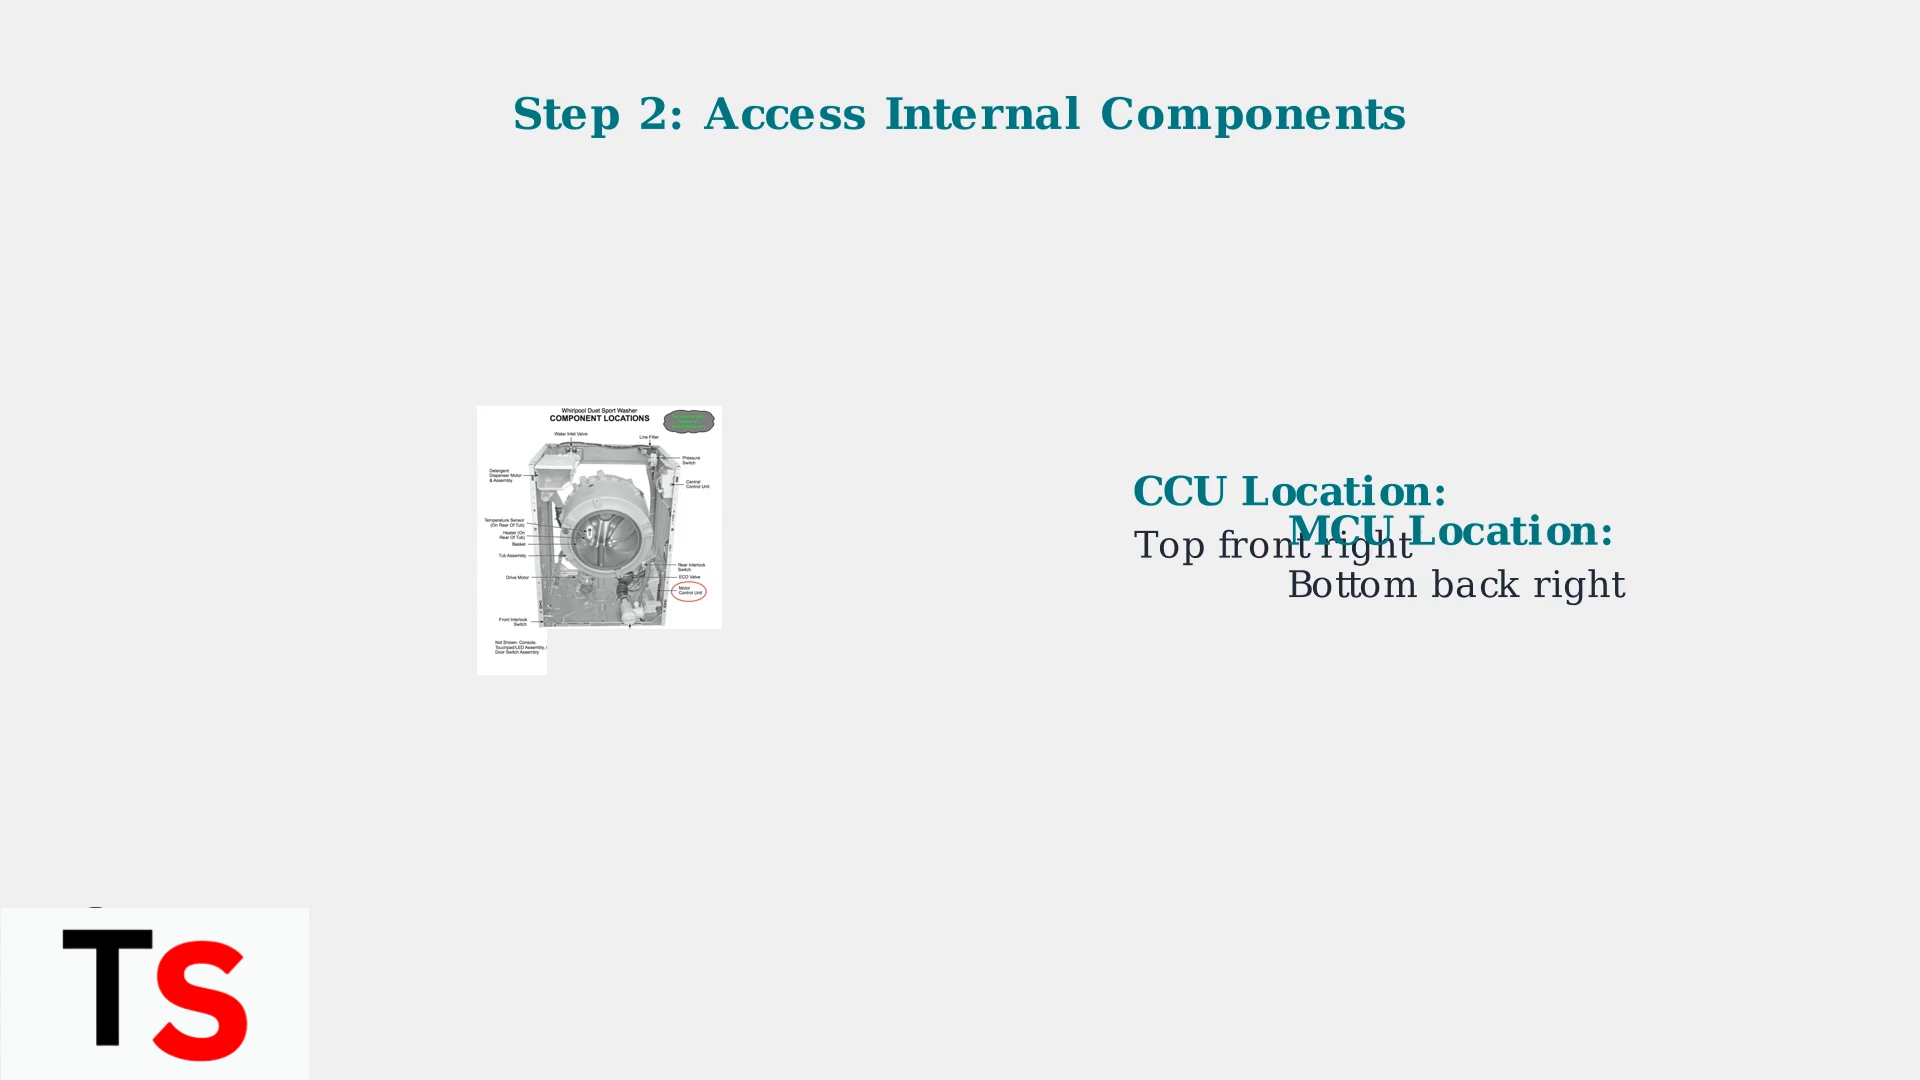 Step 2: Access Internal Components
Whirlpool Duet Sport Washer
COMPONENT LOCATIONS
Water Inlet Valve
Line Filter
Pressure
Switch
Detergent
Dispenser Motor
& Assembly
Central
Control Unit
Temperature Sensor
(On Rear Of Tub)
Heater (On
Rear Of Tub)
Basket
Tub Assembly
Rear Interlock
Switch
Drive Motor
ECO Valve
Motor
Control Unit
Front Interlock
Switch
Not Shown: Console,
Touchpad/LED Assembly,
Door Switch Assembly
CCU Location:
Top front right
MCU Location:
Bottom back right
TS